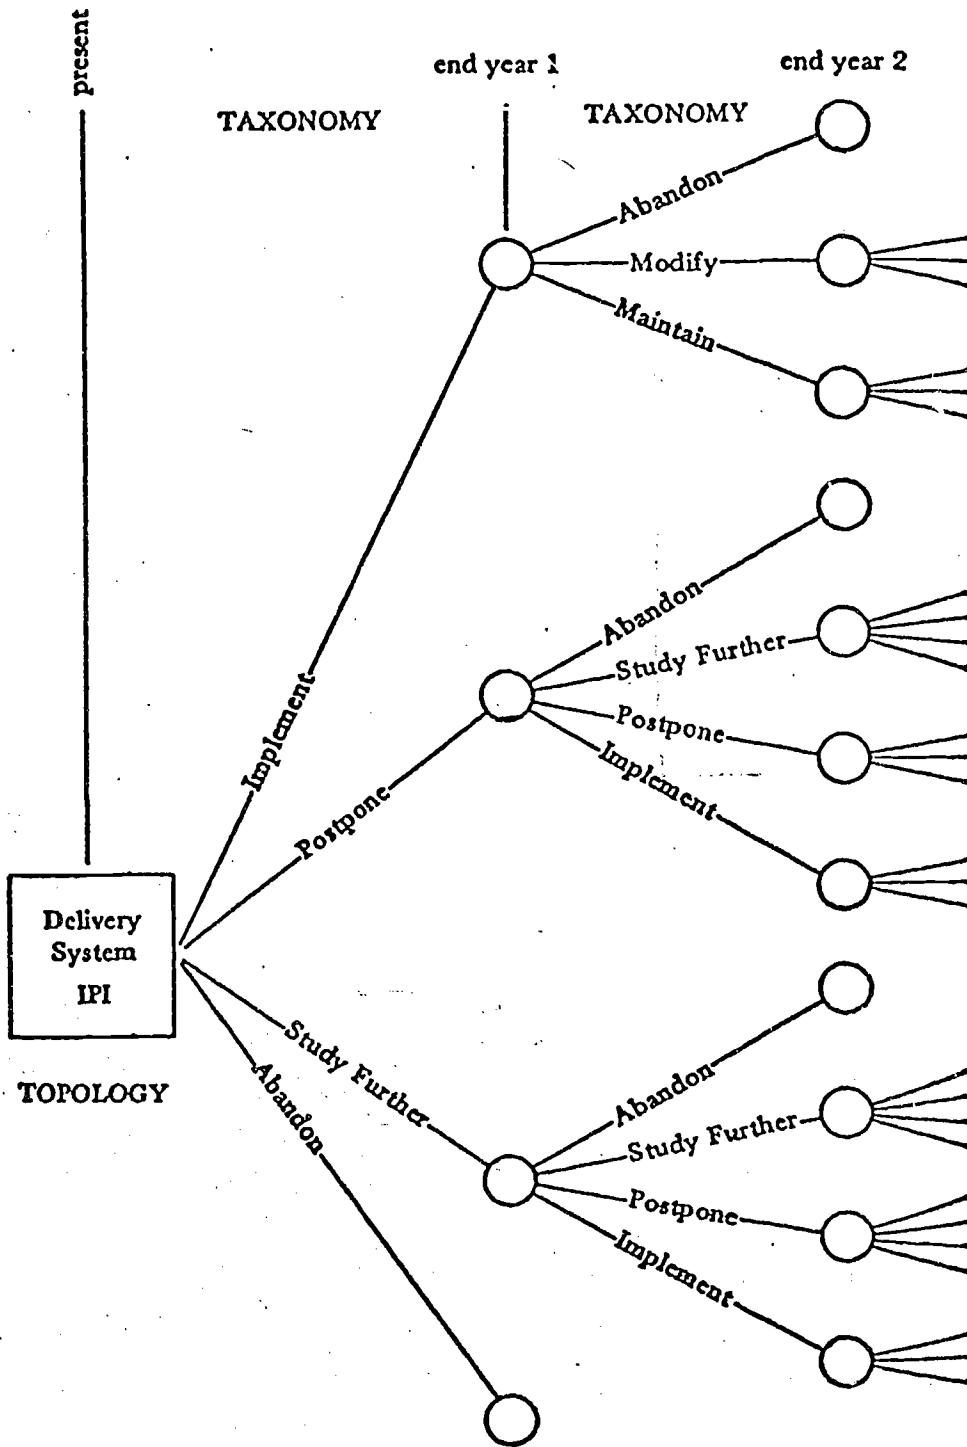 present
end year 1
end year 2
TAXONOMY
TAXONOMY
Abandon
Modify
Maintain
Abandon
Study Further
Postpone
Implement
Implement
Postpone
Delivery
System
IPI
TOPOLOGY
Study Further
Abandon
Abandon
Study Further
Postpone
Implement